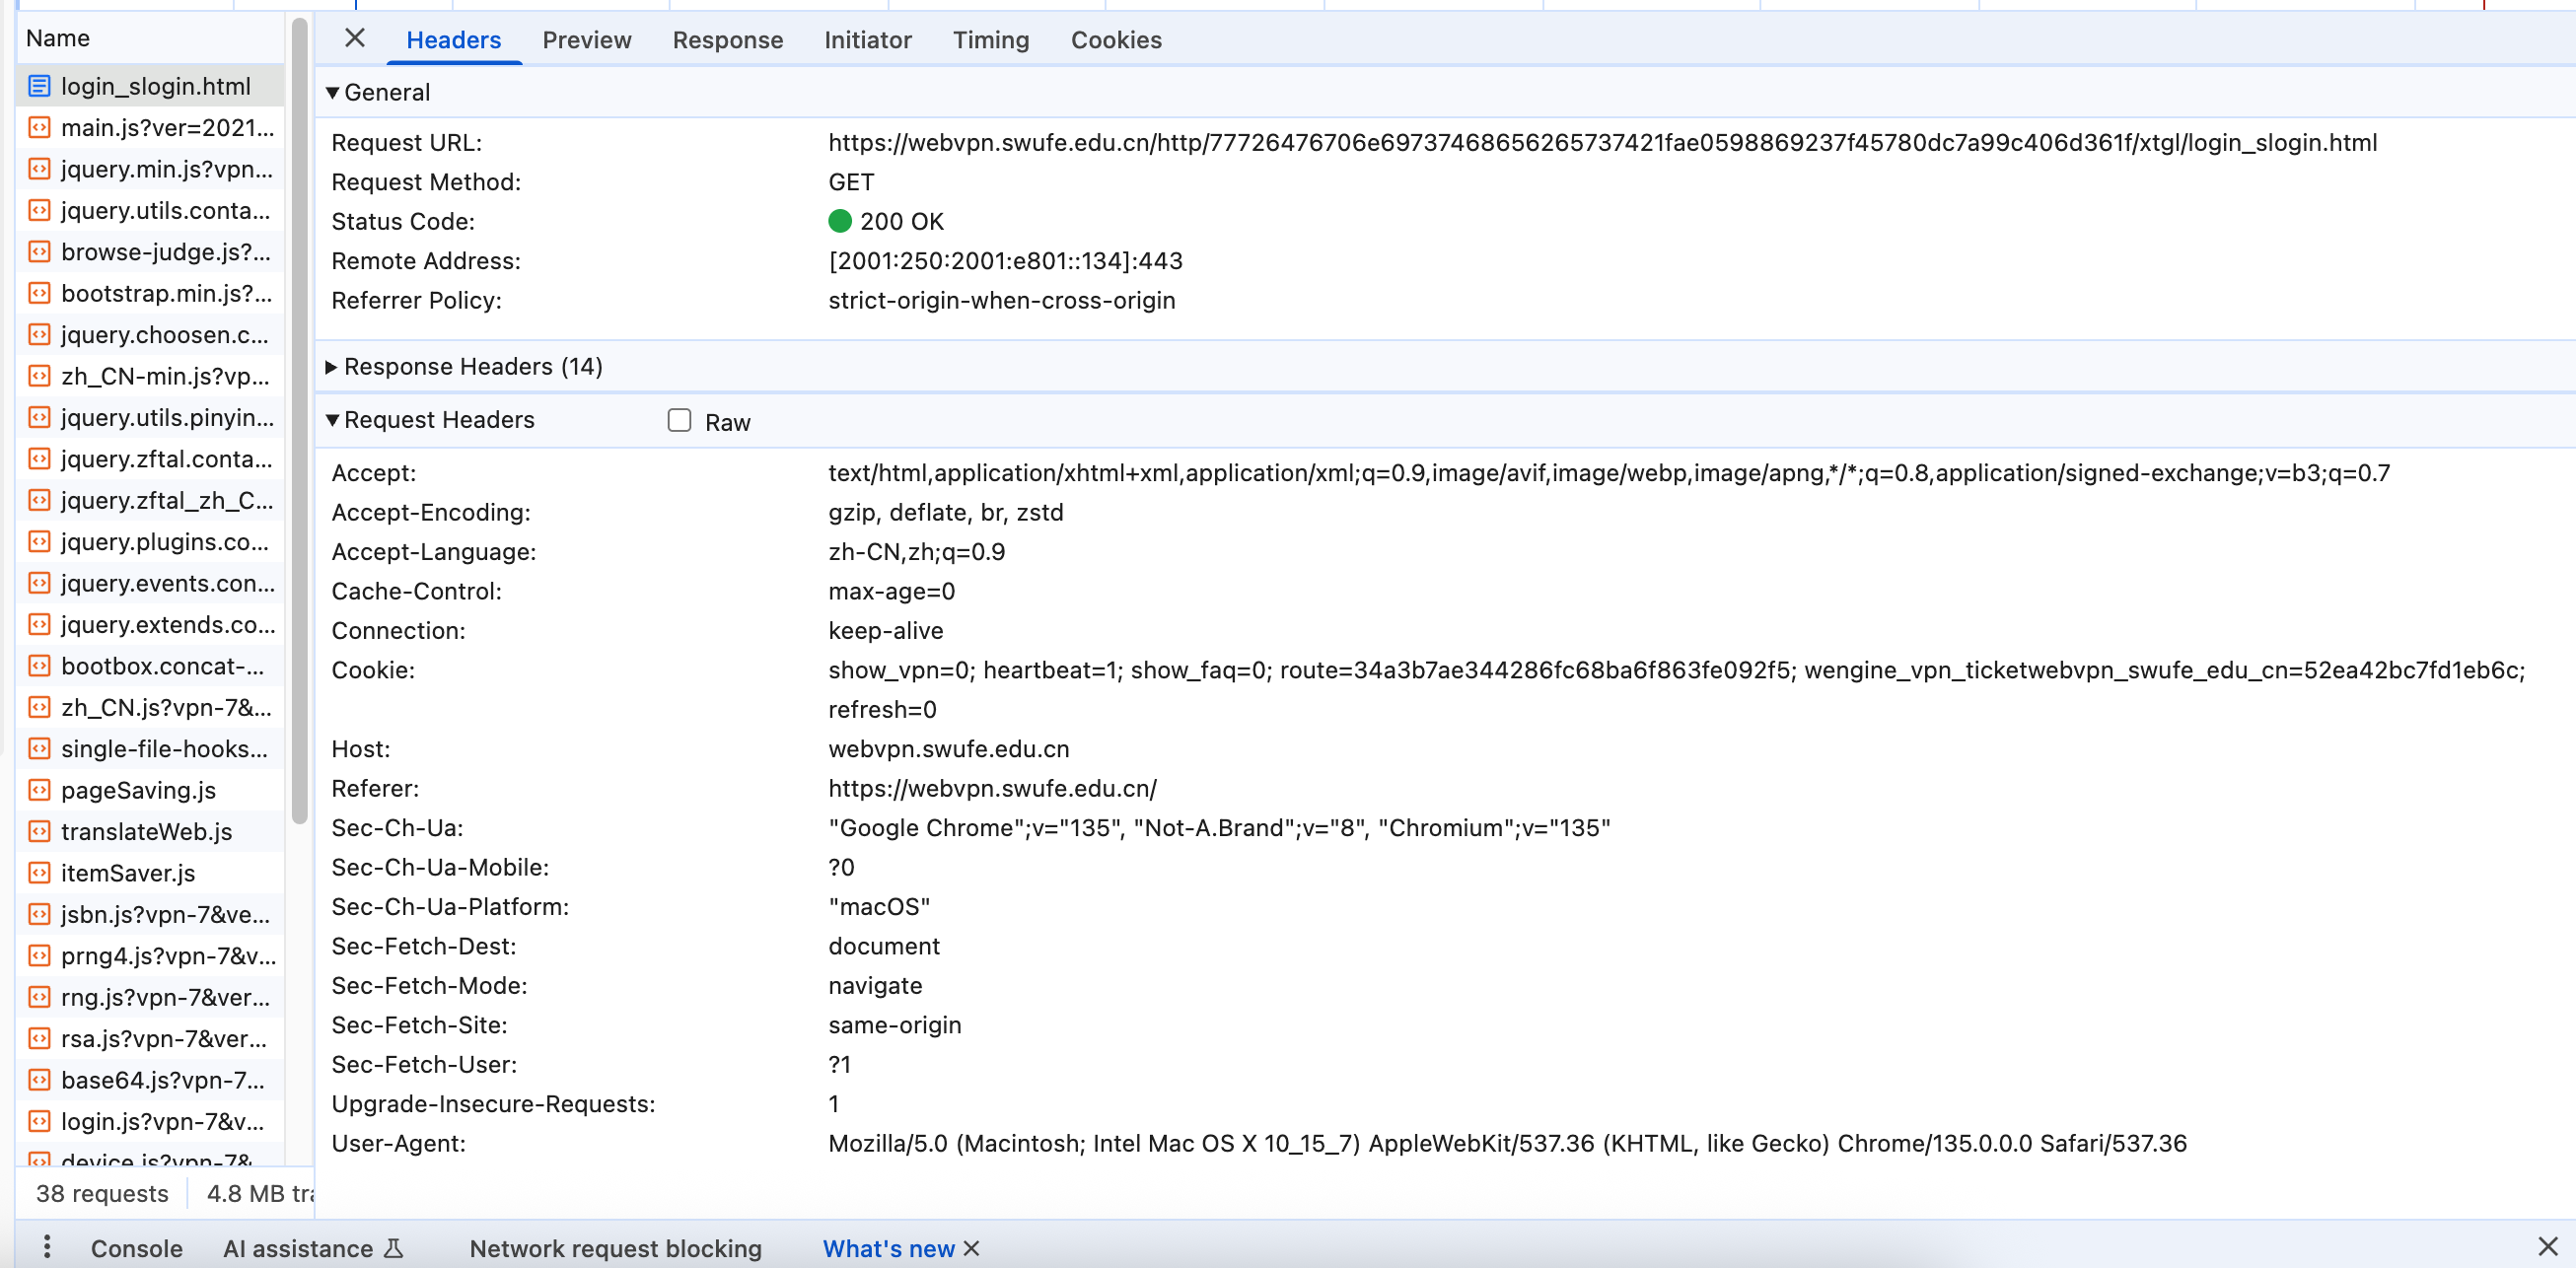 Name
login_slogin.html
main.js?ver=2021...
jquery.min.js?vpn...
jquery.utils.conta...
browse-judge.js?...
bootstrap.min.js?...
jquery.choosen.c...
zh_CN-min.js?vp...
jquery.utils.pinyin...
jquery.zftal.conta...
jquery.zftal_zh_C...
jquery.plugins.co...
jquery.events.con...
jquery.extends.co...
bootbox.concat-...
zh_CN.js?vpn-7&...
single-file-hooks...
pageSaving.js
translateWeb.js
itemSaver.js
jsbn.js?vpn-7&ve...
prng4.js?vpn-7&v...
rng.js?vpn-7&ver...
rsa.js?vpn-7&ver...
base64.js?vpn-7...
login.js?vpn-7&v...
device.js?vpn-7&
38 requests 4.8 MB tra
Headers Preview Response Initiator Timing Cookies
General
Request URL: https://webvpn.swufe.edu.cn/http/77726476706e69737468656265737421fae0598869237f45780dc7a99c406d361f/xtgl/login_slogin.html
Request Method: GET
Status Code: 200 OK
Remote Address: [2001:250:2001:e801::134]:443
Referrer Policy: strict-origin-when-cross-origin
Response Headers (14)
Request Headers Raw
Accept: text/html,application/xhtml+xml,application/xml;q=0.9,image/avif,image/webp,image/apng,*/*;q=0.8,application/signed-exchange;v=b3;q=0.7
Accept-Encoding: gzip, deflate, br, zstd
Accept-Language: zh-CN,zh;q=0.9
Cache-Control: max-age=0
Connection: keep-alive
Cookie: show_vpn=0; heartbeat=1; show_faq=0; route=34a3b7ae344286fc68ba6f863fe092f5; wengine_vpn_ticketwebvpn_swufe_edu_cn=52ea42bc7fd1eb6c;
refresh=0
Host: webvpn.swufe.edu.cn
Referer: https://webvpn.swufe.edu.cn/
Sec-Ch-Ua: "Google Chrome";v="135", "Not-A.Brand";v="8", "Chromium";v="135"
Sec-Ch-Ua-Mobile: ?0
Sec-Ch-Ua-Platform: "macOS"
Sec-Fetch-Dest: document
Sec-Fetch-Mode: navigate
Sec-Fetch-Site: same-origin
Sec-Fetch-User: ?1
Upgrade-Insecure-Requests: 1
User-Agent: Mozilla/5.0 (Macintosh; Intel Mac OS X 10_15_7) AppleWebKit/537.36 (KHTML, like Gecko) Chrome/135.0.0.0 Safari/537.36
Console AI assistance Network request blocking What's new